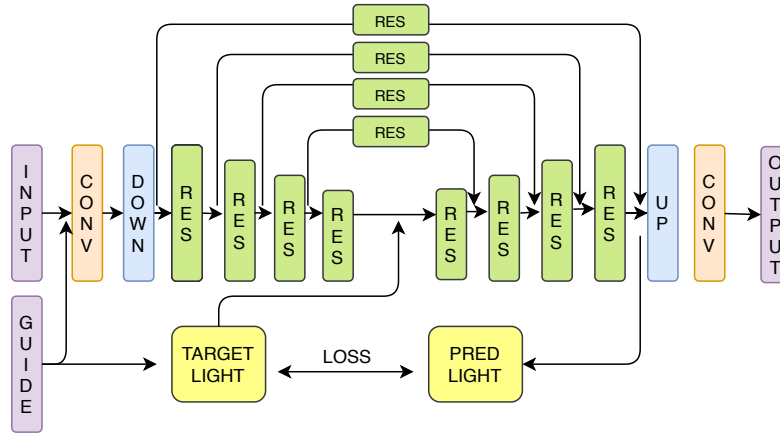 RES
RES
RES
RES
INPUT
CONV
DOWN
RES
RES
RES
RES
RES
RES
RES
RES
UP
CONV
OUTPUT
GUIDE
TARGET
LIGHT
LOSS
PRED
LIGHT